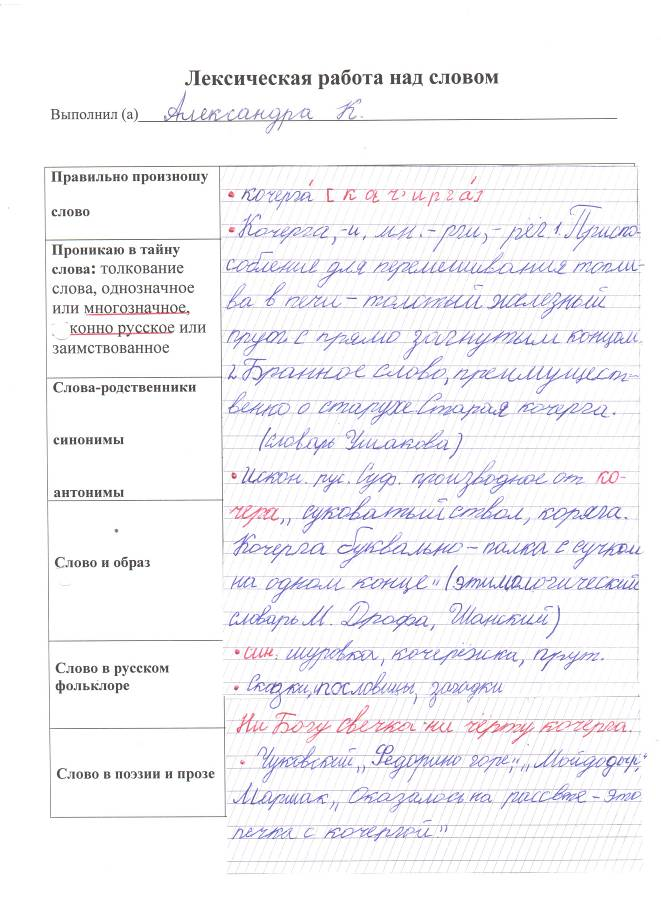 Лексическая работа над словом
Выполнил (а) Александра К.
Правильно произношу
слово
Проникаю в тайну
слова: толкование
слова, однозначное
или многозначное,
конно русское или
заимствованное
Слова-родственники
синонимы
антонимы
Слово и образ
Слово в русском
фольклоре
Слово в поэзии и прозе
• кочерга́ [кач'ирга́]
• Кочерга, -и, мн. - рги, - рёг 1. Приспо-
собление для перемешивания топли-
ва в печи – толстый железный
прут с прямо загнутым концом.
2 Бранное слово, преимущест-
венно о старухе Старая кочерга.
(словарь Ушакова)
• Искон. рус. Суф. производное от ко-
чера „ суковатый ствол, коряга.
Кочерга буквально – палка с сучком
на одном конце" (этимологический
словарь М. Дрофа, Шанский)
• син: шуровка, кочерёжка, прут.
• Сказки, пословицы, загадки
Ни Богу свечка ни чёрту кочерга.
• Чуковский „Федорино горе", „Мойдодыр",
Маршак „ Оказалось на рассвете – это
печка с кочергой"